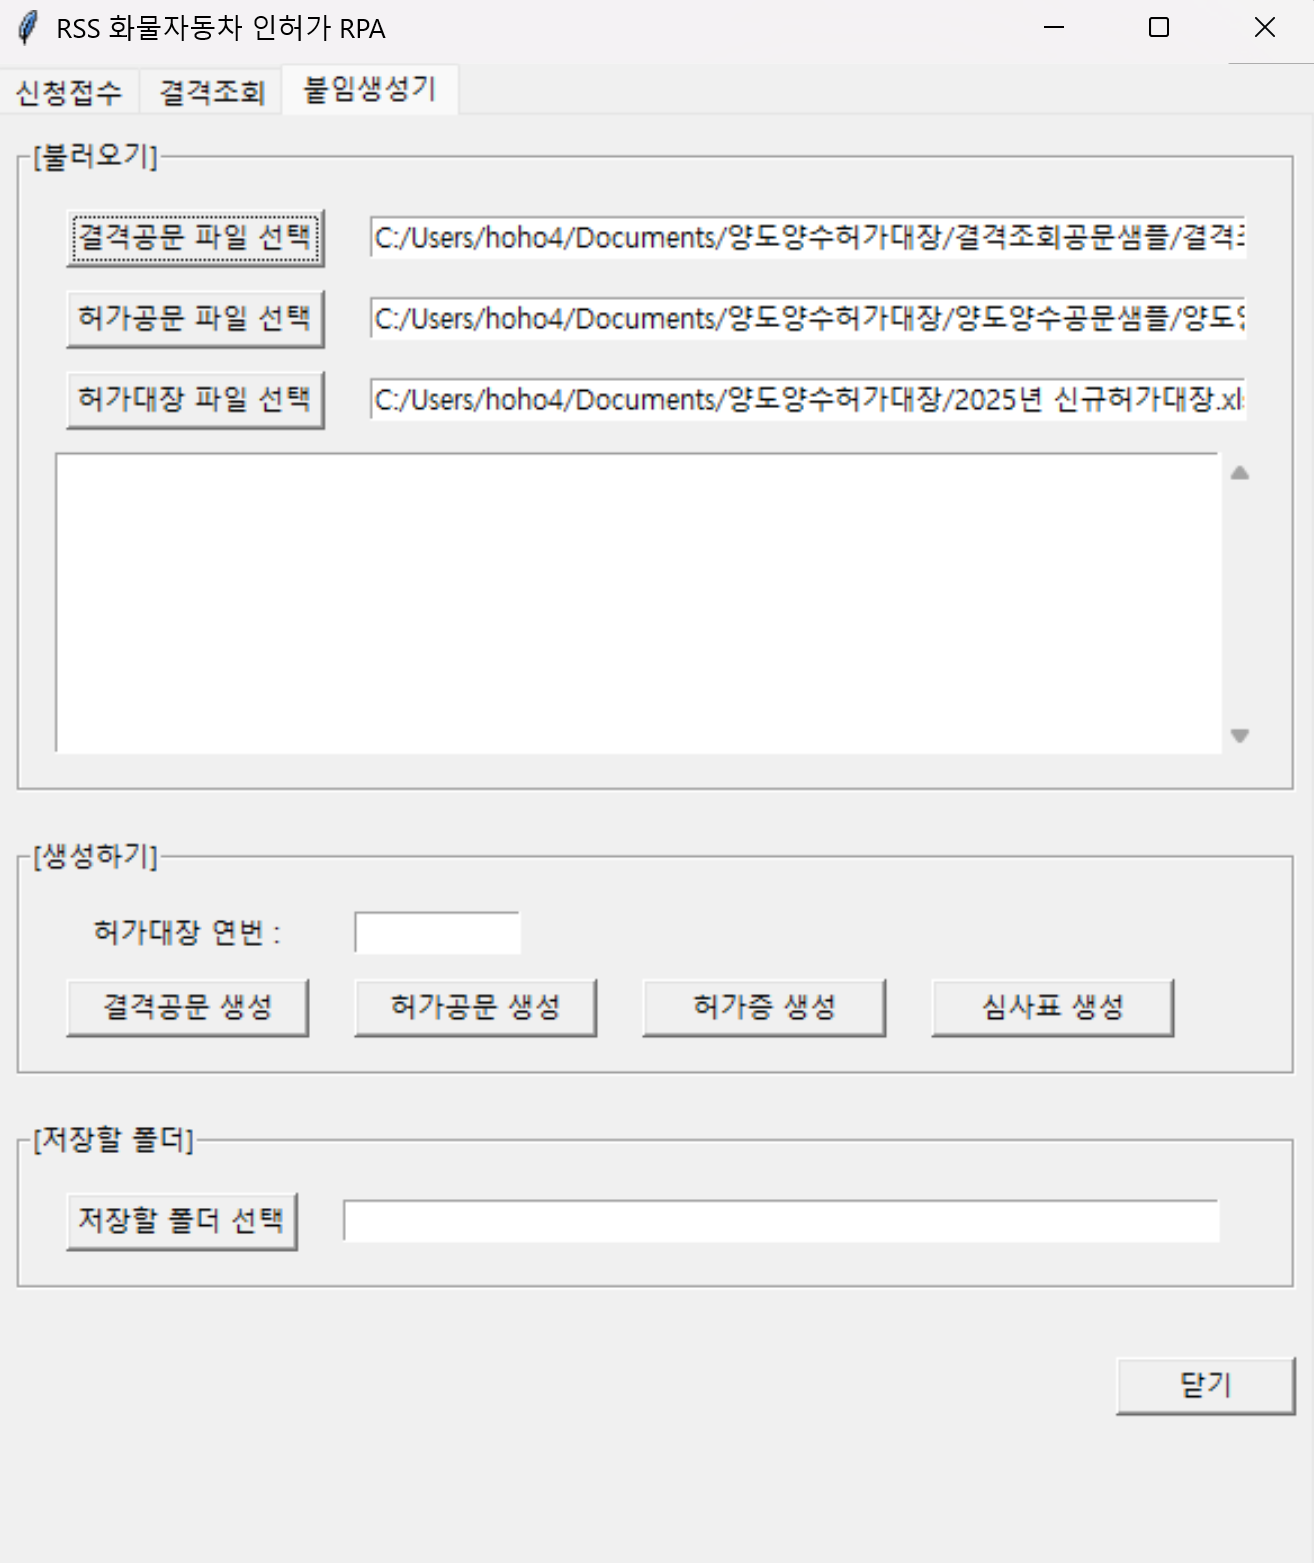 RSS 화물자동차 인허가 RPA
신청접수 결격조회 붙임생성기
[불러오기]
결격공문 파일 선택 C:/Users/hoho4/Documents/양도양수허가대장/결격조회공문샘플/결격
허가공문 파일 선택 C:/Users/hoho4/Documents/양도양수허가대장/양도양수공문샘플/양도
허가대장 파일 선택 C:/Users/hoho4/Documents/양도양수허가대장/2025년 신규허가대장.xl
[생성하기]
허가대장 연번 :
결격공문 생성 허가공문 생성 허가증 생성 심사표 생성
[저장할 폴더]
저장할 폴더 선택
닫기